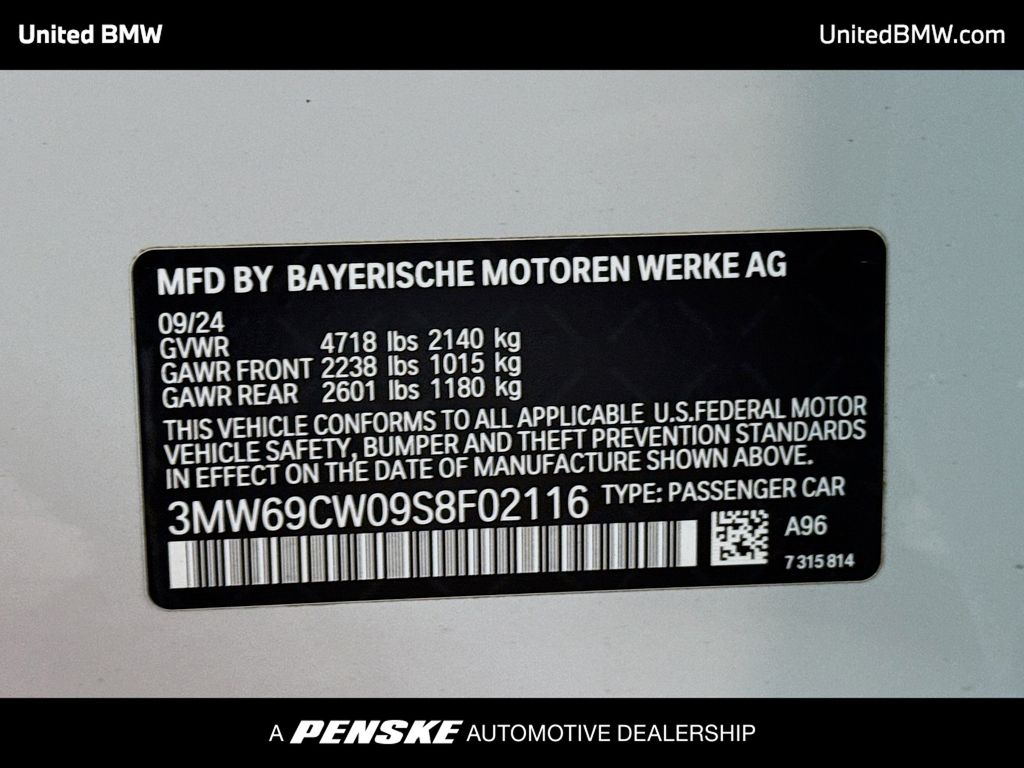 United BMW
UnitedBMW.com
MFD BY BAYERISCHE MOTOREN WERKE AG
09/24
GVWR 4718 lbs 2140 kg
GAWR FRONT 2238 lbs 1015 kg
GAWR REAR 2601 lbs 1180 kg
THIS VEHICLE CONFORMS TO ALL APPLICABLE U.S.FEDERAL MOTOR
VEHICLE SAFETY, BUMPER AND THEFT PREVENTION STANDARDS
IN EFFECT ON THE DATE OF MANUFACTURE SHOWN ABOVE.
3MW69CW09S8F02116 TYPE: PASSENGER CAR
A96
7 315 814
A PENSKE AUTOMOTIVE DEALERSHIP